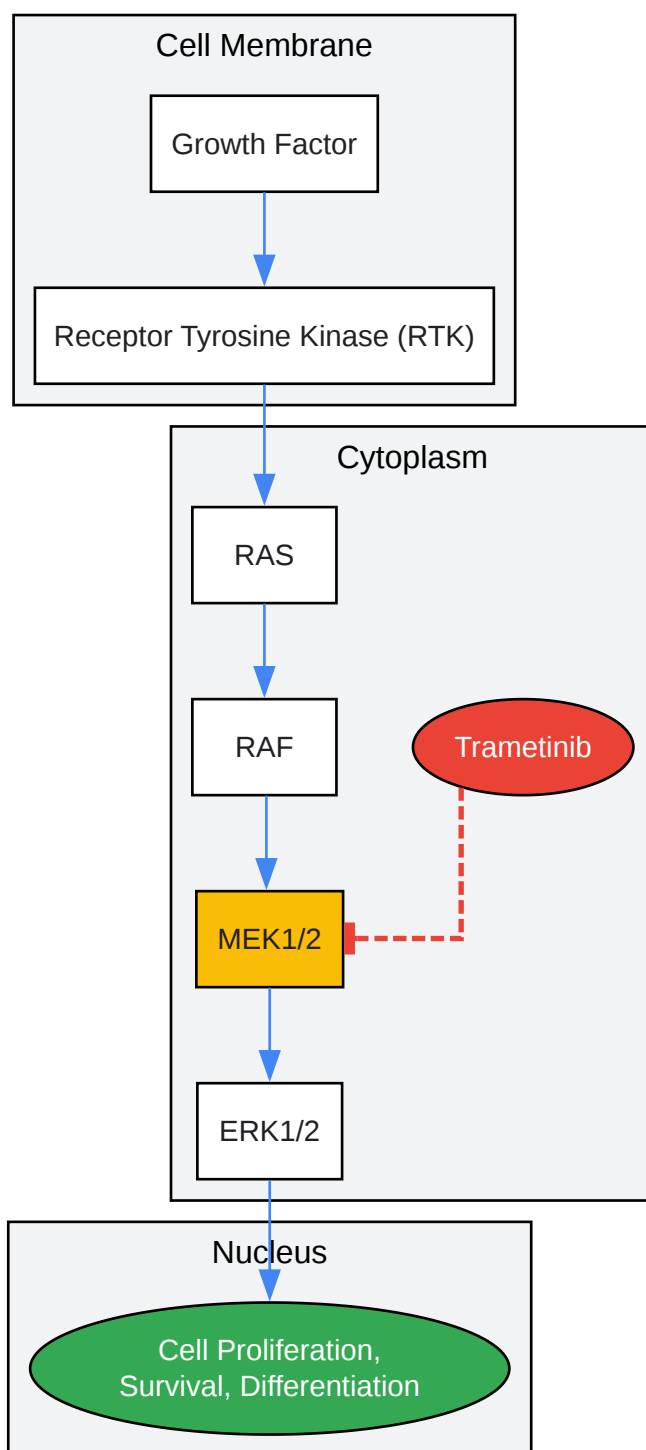 Cell Membrane
Growth Factor
Receptor Tyrosine Kinase (RTK)
Cytoplasm
RAS
RAF
Trametinib
MEK1/2
ERK1/2
Nucleus
Cell Proliferation,
Survival, Differentiation